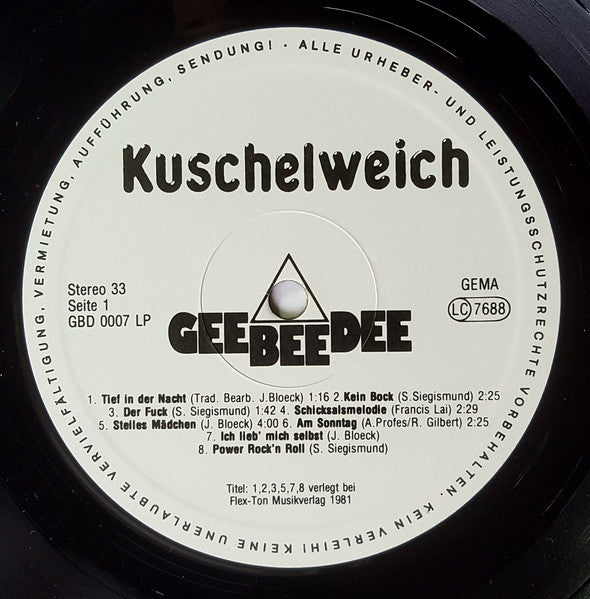 ALLE URHEBER- UND LEISTUNGSSCHUTZRECHTE VORBEHALTEN. KEIN VERLEIH! KEINE UNERLAUBTE VERVIELFÄLTIGUNG, VERMIETUNG, AUFFÜHRUNG, SENDUNG! ·
Kuschelweich
Stereo 33
Seite 1
GBD 0007 LP
GEMA
LC 7688
GEE BEE DEE
1. Tief in der Nacht (Trad. Bearb. J.Bloeck) 1:16 2.Kein Bock (S.Siegismund) 2:25
3. Der Fuck (S. Siegismund) 1:42 4. Schicksalsmelodie (Francis Lai) 2:29
5. Steiles Mädchen (J. Bloeck) 4:00 6. Am Sonntag (A.Profes/R. Gilbert) 2:25
7. Ich lieb' mich selbst (J. Bloeck)
8. Power Rock'n Roll (S. Siegismund)
Titel: 1,2,3,5,7,8 verlegt bei
Flex-Ton Musikverlag 1981